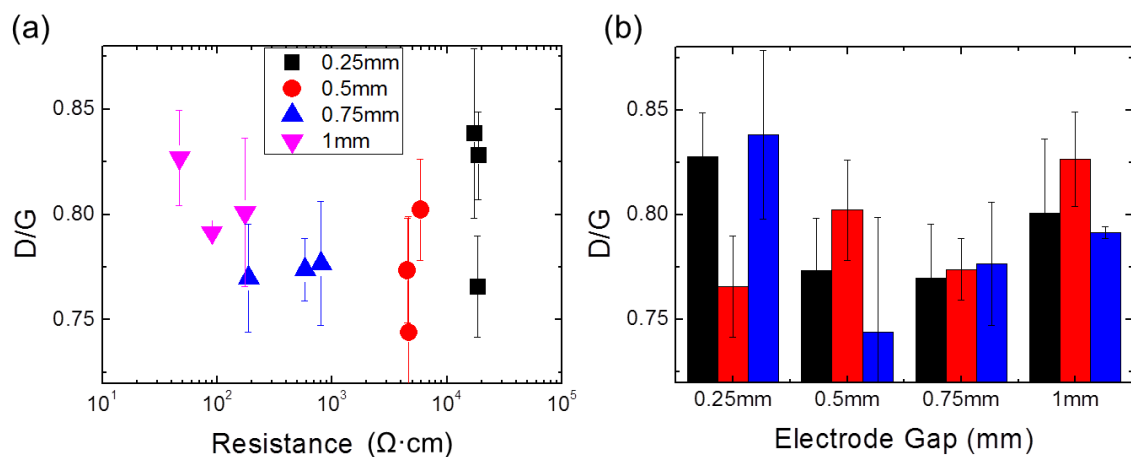 (a)
D/G
0.85
0.80
0.75
0.25mm
0.5mm
0.75mm
1mm
10¹ 10² 10³ 10⁴ 10⁵
Resistance (Ω·cm)
(b)
D/G
0.85
0.80
0.75
0.25mm 0.5mm 0.75mm 1mm
Electrode Gap (mm)